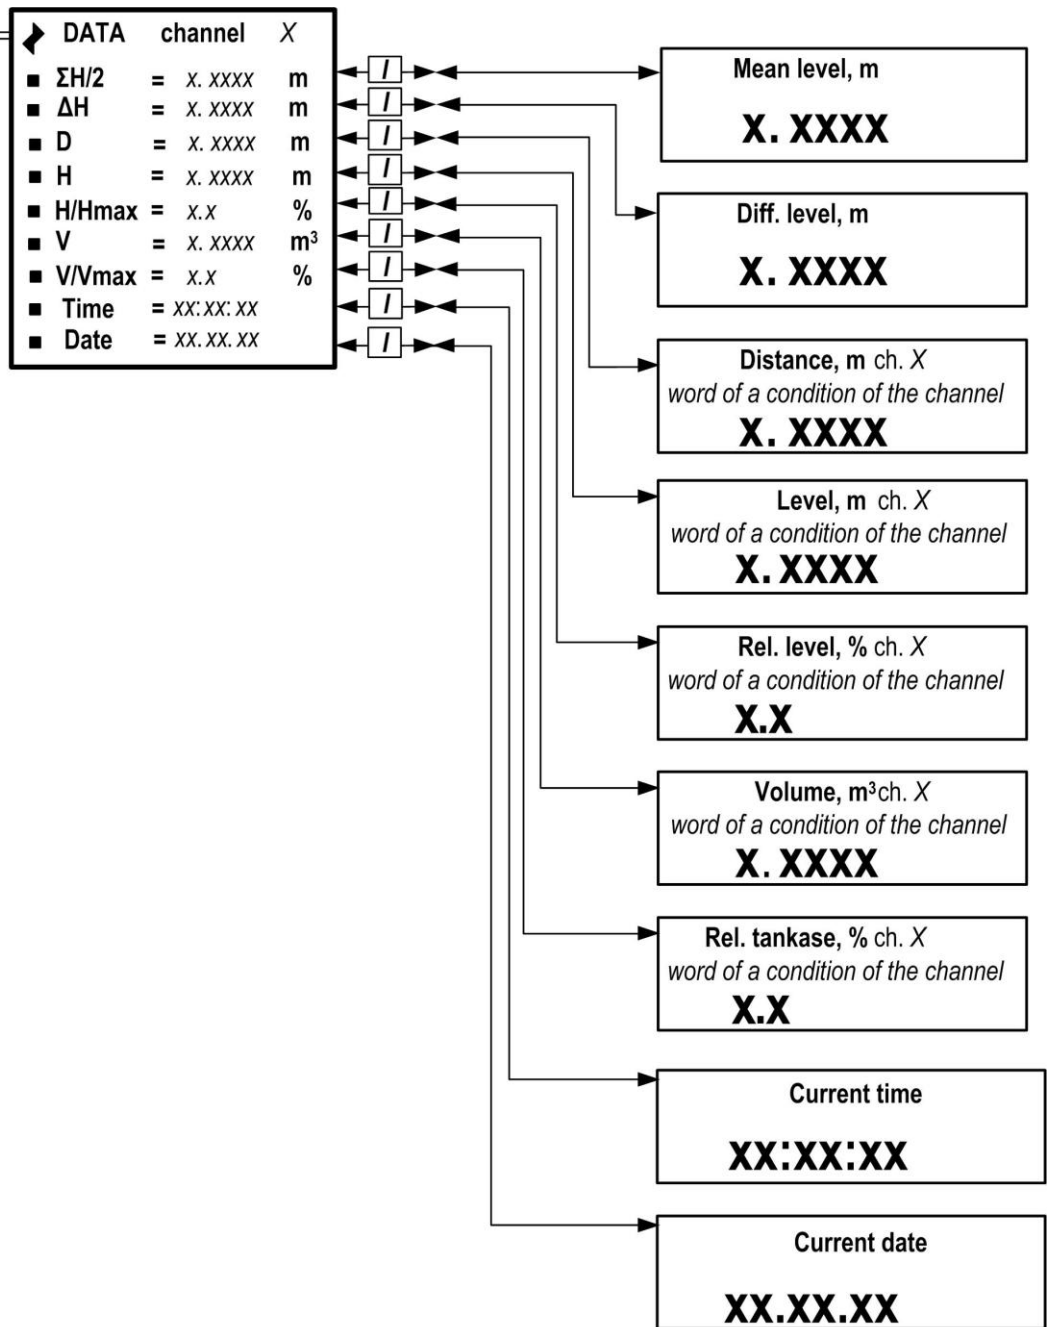 DATA channel X
ΣH/2 = x. xxxx m
ΔH = x. xxxx m
D = x. xxxx m
H = x. xxxx m
H/Hmax = x.x %
V = x. xxxx m³
V/Vmax = x.x %
Time = xx:xx:xx
Date = xx.xx.xx
I
I
I
I
I
I
I
I
I
Mean level, m
x. xxxx
Diff. level, m
x. xxxx
Distance, m ch. X
word of a condition of the channel
x. xxxx
Level, m ch. X
word of a condition of the channel
x. xxxx
Rel. level, % ch. X
word of a condition of the channel
x.x
Volume, m³ ch. X
word of a condition of the channel
x. xxxx
Rel. tankase, % ch. X
word of a condition of the channel
x.x
Current time
xx:xx:xx
Current date
xx.xx.xx